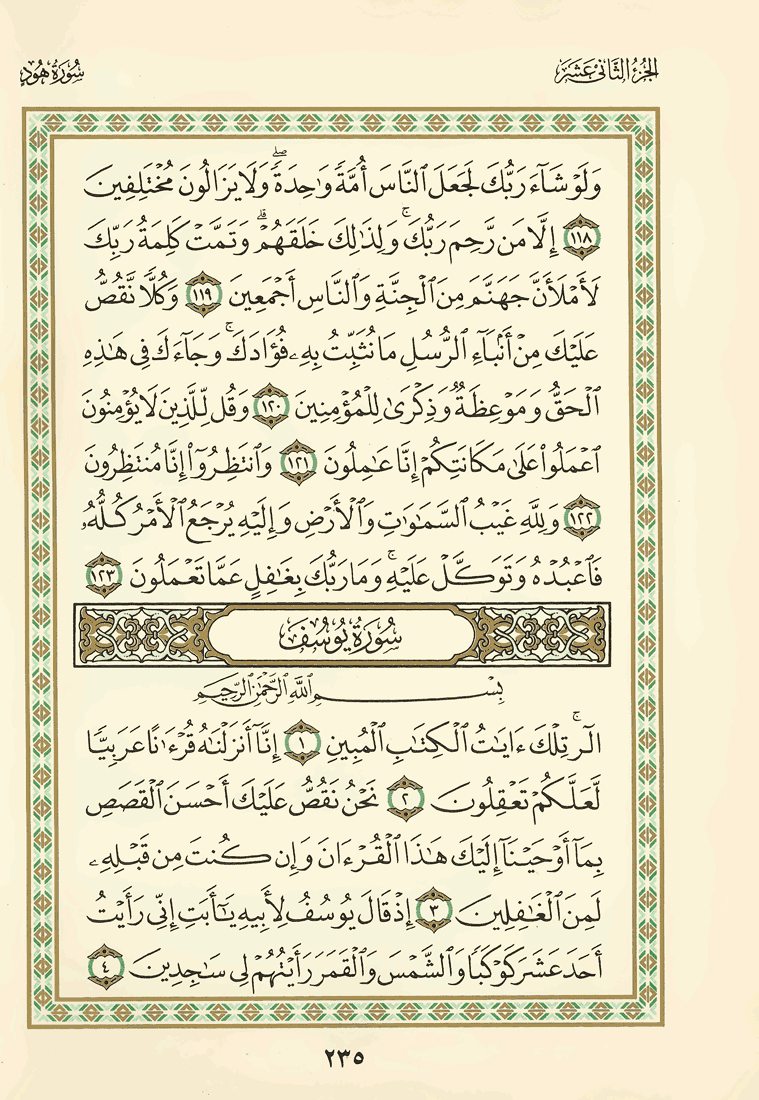 الجزء الثاني عشر
سورة هود
وَلَوْ شَآءَ رَبُّكَ لَجَعَلَ ٱلنَّاسَ أُمَّةً وَٰحِدَةً ۖ وَلَا يَزَالُونَ مُخْتَلِفِينَ
١١٨ إِلَّا مَن رَّحِمَ رَبُّكَ ۚ وَلِذَٰلِكَ خَلَقَهُمْ ۗ وَتَمَّتْ كَلِمَةُ رَبِّكَ
لَأَمْلَأَنَّ جَهَنَّمَ مِنَ ٱلْجِنَّةِ وَٱلنَّاسِ أَجْمَعِينَ ١١٩ وَكُلًّا نَّقُصُّ
عَلَيْكَ مِنْ أَنۢبَآءِ ٱلرُّسُلِ مَا نُثَبِّتُ بِهِۦ فُؤَادَكَ ۚ وَجَآءَكَ فِى هَٰذِهِ
ٱلْحَقُّ وَمَوْعِظَةٌ وَذِكْرَىٰ لِلْمُؤْمِنِينَ ١٢٠ وَقُل لِّلَّذِينَ لَا يُؤْمِنُونَ
ٱعْمَلُوا۟ عَلَىٰ مَكَانَتِكُمْ إِنَّا عَٰمِلُونَ ١٢١ وَٱنتَظِرُوٓا۟ إِنَّا مُنتَظِرُونَ
١٢٢ وَلِلَّهِ غَيْبُ ٱلسَّمَٰوَٰتِ وَٱلْأَرْضِ وَإِلَيْهِ يُرْجَعُ ٱلْأَمْرُ كُلُّهُۥ
فَٱعْبُدْهُ وَتَوَكَّلْ عَلَيْهِ ۚ وَمَا رَبُّكَ بِغَٰفِلٍ عَمَّا تَعْمَلُونَ ١٢٣
سُورَةُ يُوسُفَ
بِسْمِ ٱللَّهِ ٱلرَّحْمَٰنِ ٱلرَّحِيمِ
الٓر ۚ تِلْكَ ءَايَٰتُ ٱلْكِتَٰبِ ٱلْمُبِينِ ١ إِنَّآ أَنزَلْنَٰهُ قُرْءَٰنًا عَرَبِيًّا
لَّعَلَّكُمْ تَعْقِلُونَ ٢ نَحْنُ نَقُصُّ عَلَيْكَ أَحْسَنَ ٱلْقَصَصِ
بِمَآ أَوْحَيْنَآ إِلَيْكَ هَٰذَا ٱلْقُرْءَانَ وَإِن كُنتَ مِن قَبْلِهِۦ
لَمِنَ ٱلْغَٰفِلِينَ ٣ إِذْ قَالَ يُوسُفُ لِأَبِيهِ يَٰٓأَبَتِ إِنِّى رَأَيْتُ
أَحَدَ عَشَرَ كَوْكَبًا وَٱلشَّمْسَ وَٱلْقَمَرَ رَأَيْتُهُمْ لِى سَٰجِدِينَ ٤
٢٣٥